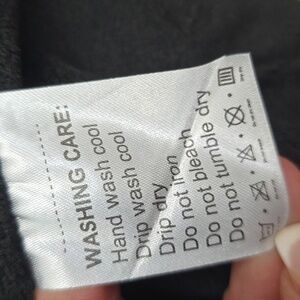 WASHING CARE:
Hand wash cool
Drip wash cool
Drip dry
Do not iron
Do not bleach
Do not tumble dry